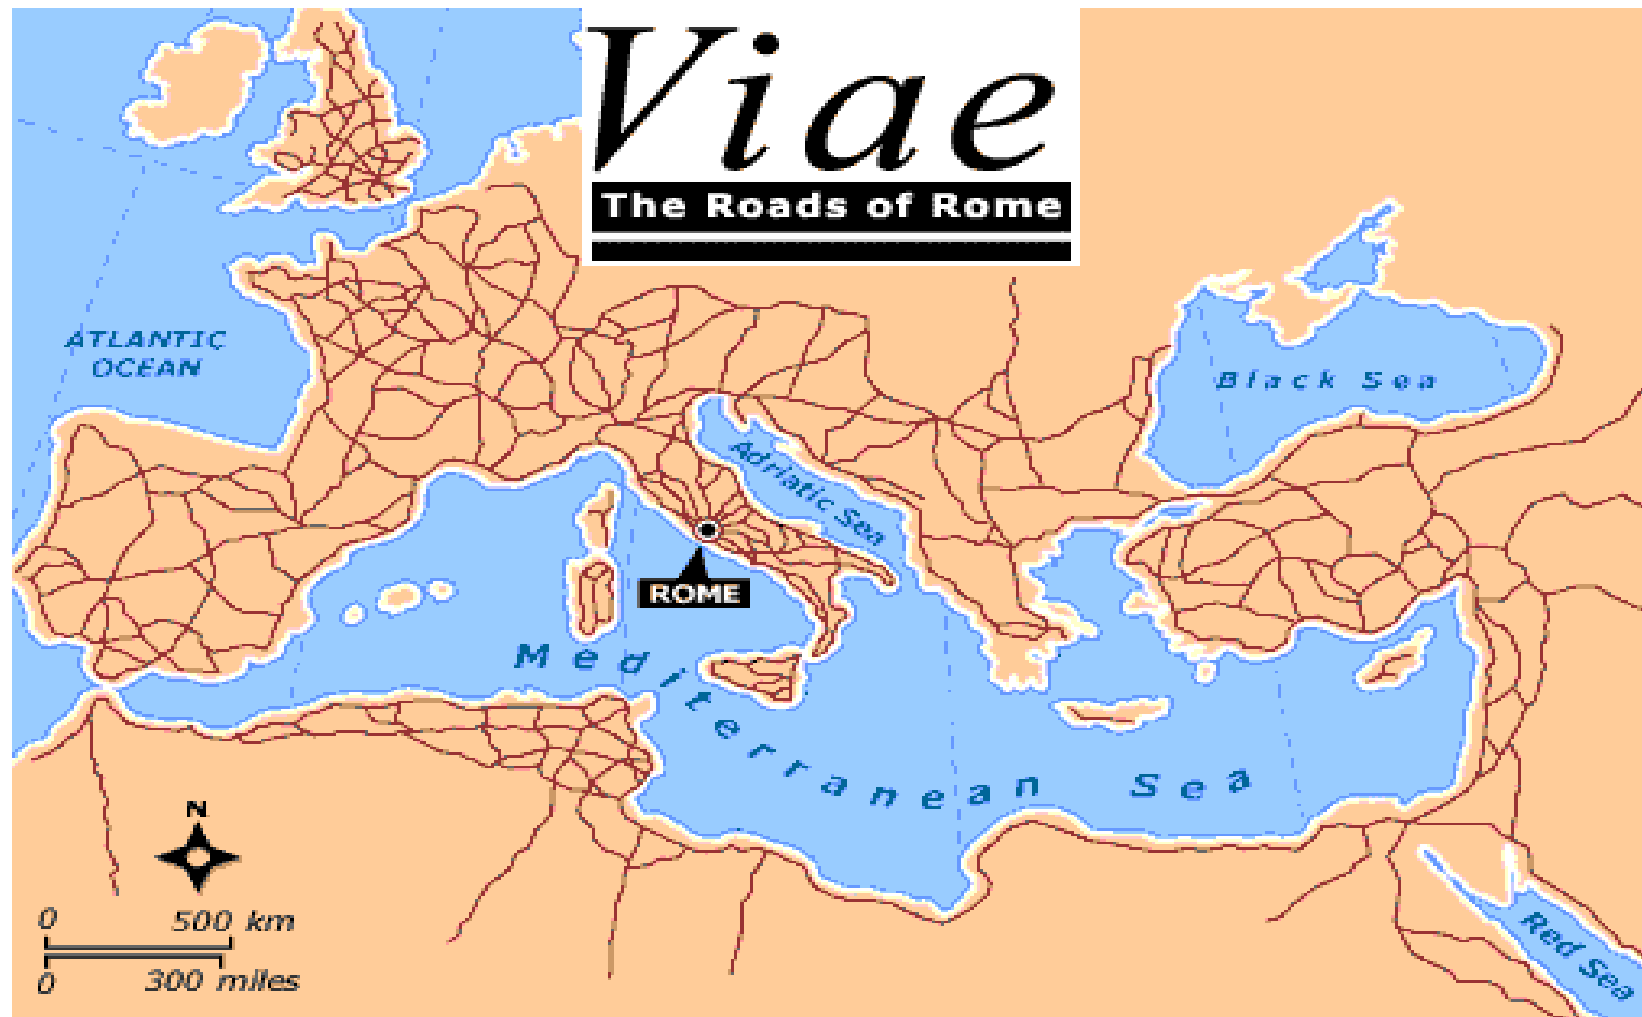 Viae
The Roads of Rome
ATLANTIC
OCEAN
Black Sea
Adriatic Sea
ROME
Mediterranean Sea
N
0 500 km
0 300 miles
Red Sea